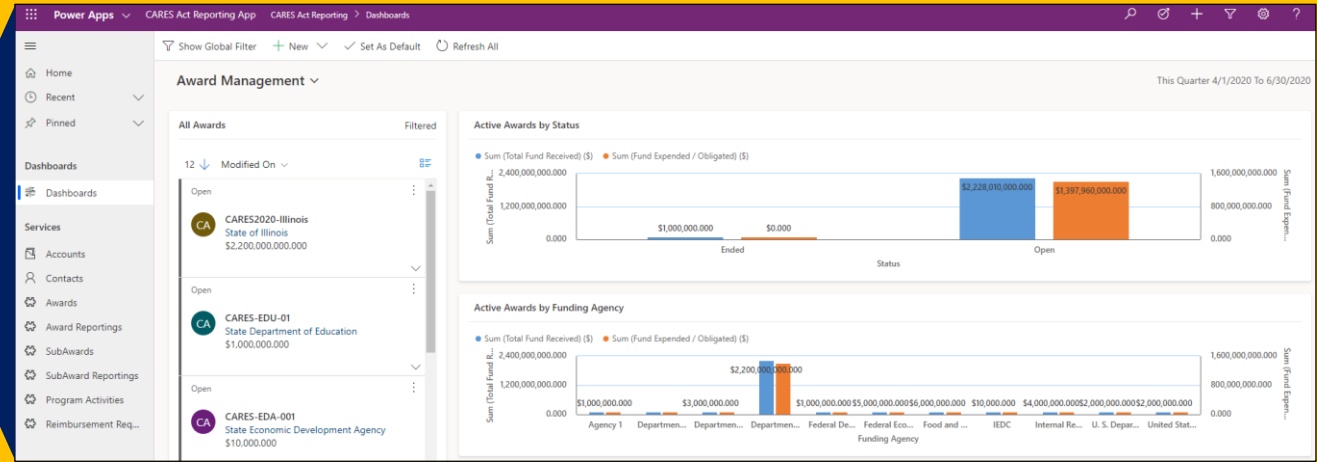 Power Apps CARES Act Reporting App CARES Act Reporting > Dashboards
Show Global Filter New Set As Default Refresh All
Home
Recent
Pinned
Dashboards
Dashboards
Services
Accounts
Contacts
Awards
Award Reportings
SubAwards
SubAward Reportings
Program Activities
Reimbursement Req...
Award Management
This Quarter 4/1/2020 To 6/30/2020
All Awards Filtered
12 Modified On
Open
CA
CARES2020-Illinois
State of Illinois
$2,200,000,000.000
Open
CA
CARES-EDU-01
State Department of Education
$1,000,000.000
Open
CA
CARES-EDA-001
State Economic Development Agency
$10,000.000
Active Awards by Status
Sum (Total Fund Received) ($) Sum (Fund Expended / Obligated) ($)
Sum (Total Fund R...
2,400,000,000.000
1,200,000,000.000
0.000
$1,000,000.000 $0.000
$2,228,010,000.000 $1,397,960,000.000
1,600,000,000.000
800,000,000.000
0.000
Sum (Fund Expen...
Ended Open
Status
Active Awards by Funding Agency
Sum (Total Fund Received) ($) Sum (Fund Expended / Obligated) ($)
Sum (Total Fund R...
2,400,000,000.000
1,200,000,000.000
0.000
$2,200,000,000.000
$1,000,000.000 $3,000,000.000 $1,000,000.000 $5,000,000.000 $6,000,000.000 $10,000.000 $4,000,000.000 $2,000,000.000 $2,000,000.000
1,600,000,000.000
800,000,000.000
0.000
Sum (Fund Expen...
Agency 1 Departmen... Departmen... Departmen... Federal De... Federal Eco... Food and ... IEDC Internal Re... U. S. Depar... United Stat...
Funding Agency